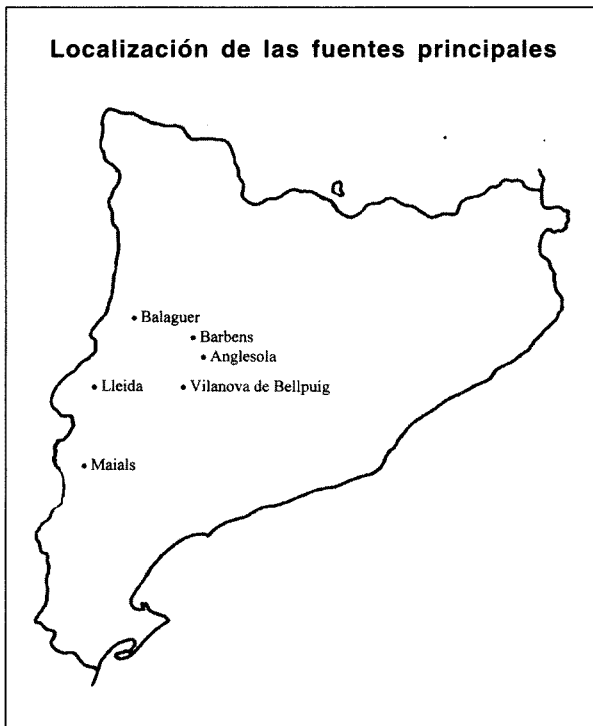 Localización de las fuentes principales
Balaguer
Barbens
Anglesola
Lleida
Vilanova de Bellpuig
Maials